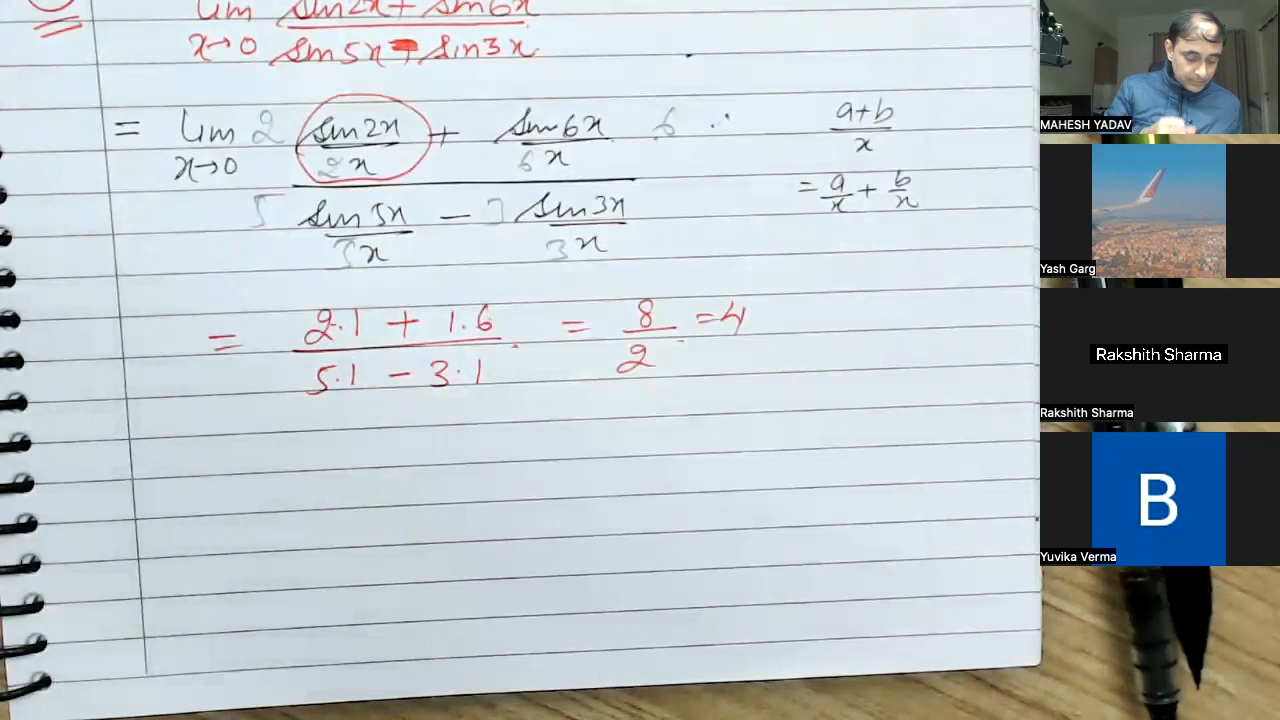 lim sin2x + sin6x
x→0 sin5x - sin3x
= lim 2 sin2x + sin6x 6 ∵ a+b
x→0 2x 6x x
5 sin5x - 3 sin3x = a/x + b/x
5x 3x
= 2.1 + 1.6 = 8 = 4
5.1 - 3.1 2
MAHESH YADAV
Yash Garg
Rakshith Sharma
Rakshith Sharma
B
Yuvika Verma